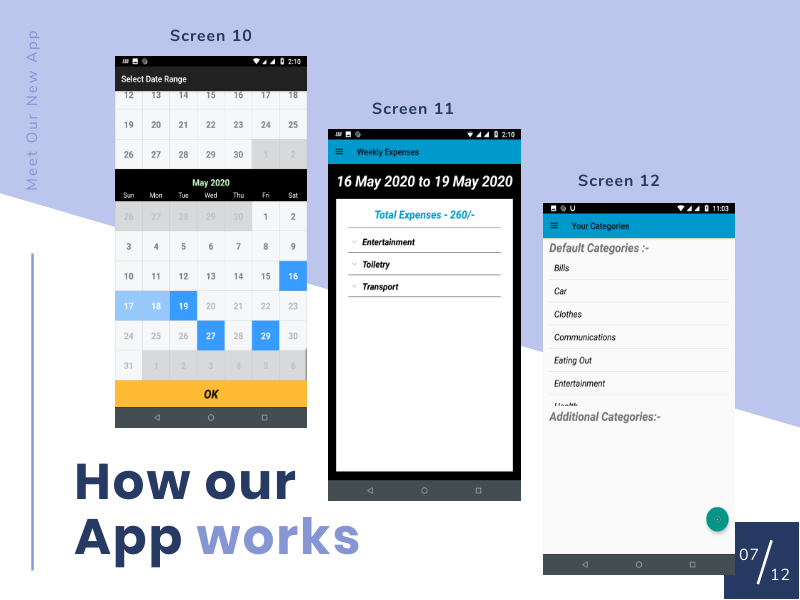 Meet Our New App
Screen 10
2:10
Select Date Range
12 13 14 15 16 17 18
19 20 21 22 23 24 25
26 27 28 29 30 1 2
May 2020
Sun Mon Tue Wed Thu Fri Sat
26 27 28 29 30 1 2
3 4 5 6 7 8 9
10 11 12 13 14 15 16
17 18 19 20 21 22 23
24 25 26 27 28 29 30
31 1 2 3 4 5 6
OK
Screen 11
2:10
Weekly Expenses
16 May 2020 to 19 May 2020
Total Expenses - 260/-
Entertainment
Toiletry
Transport
Screen 12
11:03
Your Categories
Default Categories :-
Bills
Car
Clothes
Communications
Eating Out
Entertainment
Health
Additional Categories:-
How our
App works
07
12